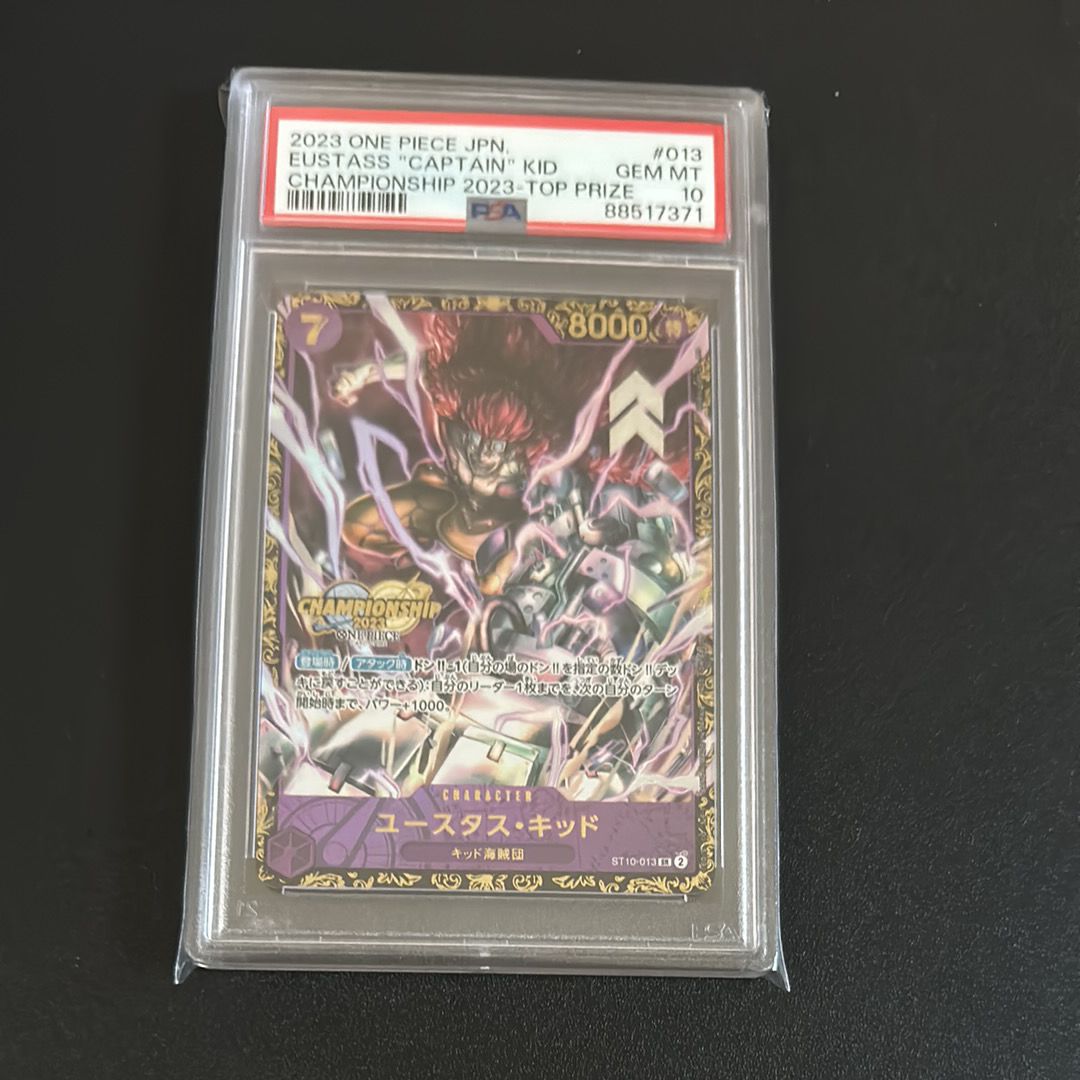 2023 ONE PIECE JPN. #013
EUSTASS "CAPTAIN" KID GEM MT
CHAMPIONSHIP 2023-TOP PRIZE 10
PSA 88517371
7 8000 特
CHAMPIONSHIP
2023
ONE PIECE
登場時 / アタック時 ドン!!-1(自分の場のドン!!を指定の数ドン!!デッ
キに戻すことができる):自分のリーダー1枚までを、次の自分のターン
開始時まで、パワー+1000。
CHARACTER
ユースタス・キッド
キッド海賊団
ST10-013 SR 2
PSA